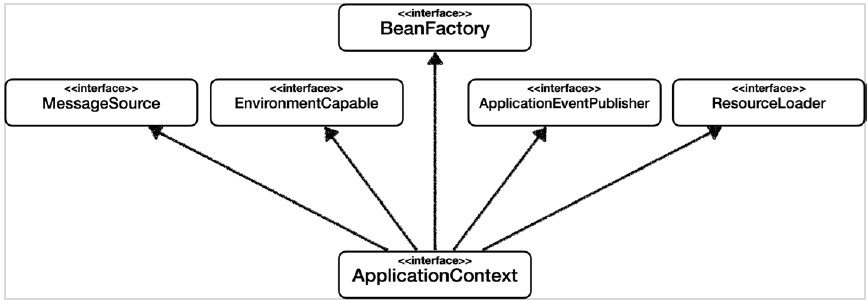 <<interface>>
BeanFactory
<<interface>>
MessageSource
<<interface>>
EnvironmentCapable
<<interface>>
ApplicationEventPublisher
<<interface>>
ResourceLoader
<<interface>>
ApplicationContext